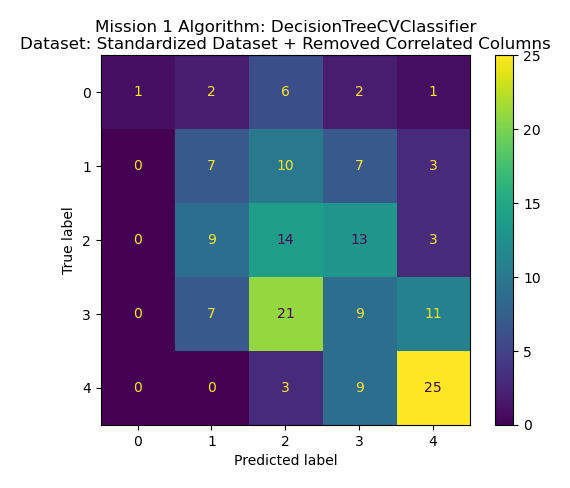 Mission 1 Algorithm: DecisionTreeCVClassifier
Dataset: Standardized Dataset + Removed Correlated Columns
0 1 2 6 2 1
1 0 7 10 7 3
2 0 9 14 13 3
3 0 7 21 9 11
4 0 0 3 9 25
0 1 2 3 4
True label
Predicted label
25
20
15
10
5
0